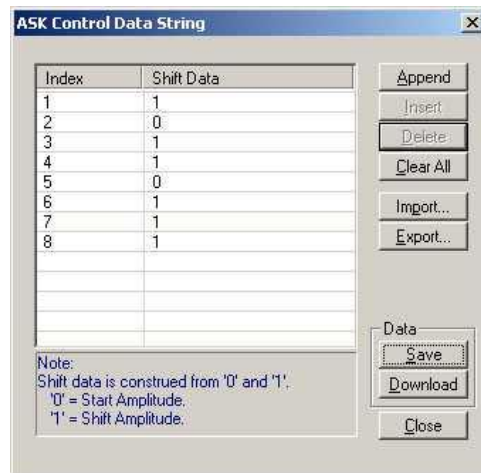 ASK Control Data String
Index Shift Data
1 1
2 0
3 1
4 1
5 0
6 1
7 1
8 1
Append
Insert
Delete
Clear All
Import...
Export...
Data
Save
Download
Close
Note:
Shift data is construed from '0' and '1'.
'0' = Start Amplitude.
'1' = Shift Amplitude.